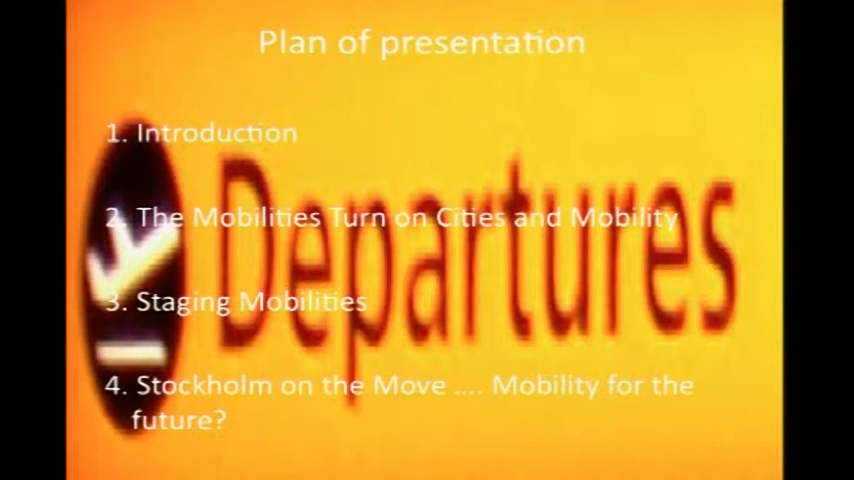 Plan of presentation
1. Introduction
2. The Mobilities Turn on Cities and Mobility
3. Staging Mobilities
4. Stockholm on the Move .... Mobility for the
future?
Departures